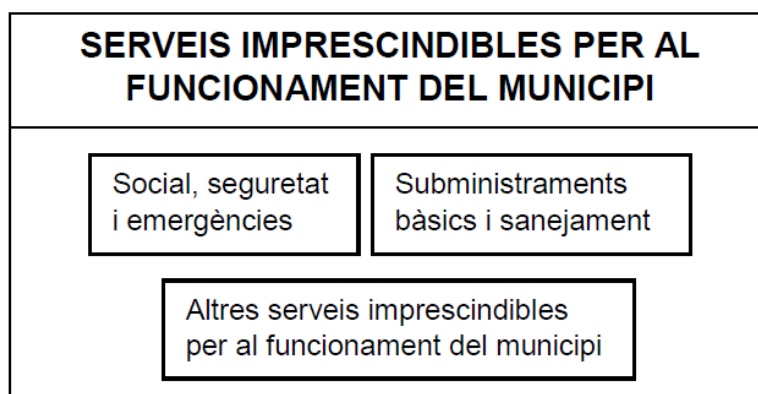 SERVEIS IMPRESCINDIBLES PER AL
FUNCIONAMENT DEL MUNICIPI
Social, seguretat
i emergències
Subministraments
bàsics i sanejament
Altres serveis imprescindibles
per al funcionament del municipi